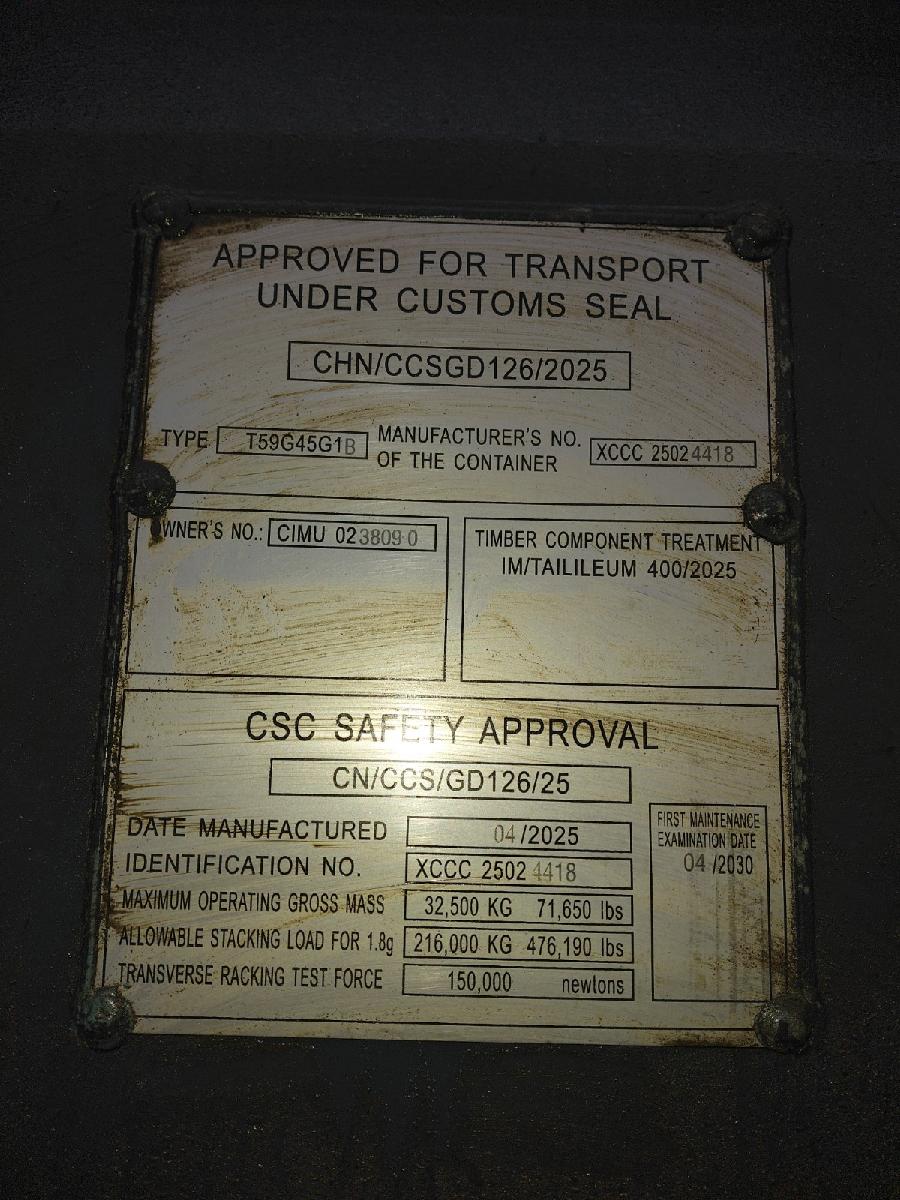 APPROVED FOR TRANSPORT
UNDER CUSTOMS SEAL
CHN/CCSGD126/2025
TYPE T59G45G1B MANUFACTURER'S NO. OF THE CONTAINER XCCC 25024418
OWNER'S NO.: CIMU 023809 0
TIMBER COMPONENT TREATMENT
IM/TAILILEUM 400/2025
CSC SAFETY APPROVAL
CN/CCS/GD126/25
DATE MANUFACTURED 04/2025
IDENTIFICATION NO. XCCC 25024418
MAXIMUM OPERATING GROSS MASS 32,500 KG 71,650 lbs
ALLOWABLE STACKING LOAD FOR 1.8g 216,000 KG 476,190 lbs
TRANSVERSE RACKING TEST FORCE 150,000 newtons
FIRST MAINTENANCE
EXAMINATION DATE
04 /2030